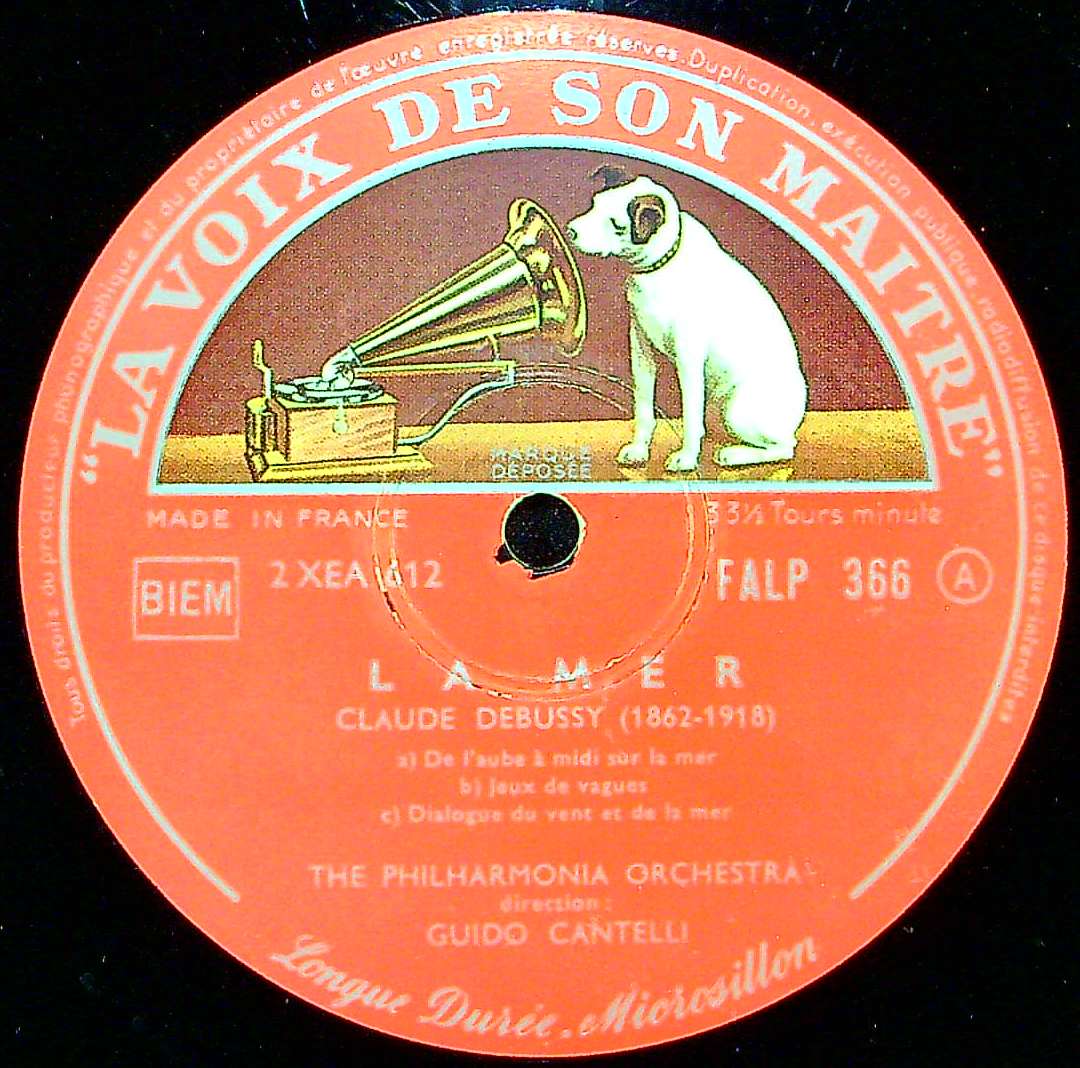 Tous droits du producteur phonographique et du propriétaire de l'œuvre enregistrée réservés. Duplication, exécution publique, radiodiffusion de ce disque interdites
“LA VOIX DE SON MAITRE”
MARQUE
DÉPOSÉE
MADE IN FRANCE
33½ Tours minute
BIEM
2 XEA 612
FALP 366
A
LA MER
CLAUDE DEBUSSY (1862-1918)
a) De l'aube à midi sur la mer
b) Jeux de vagues
c) Dialogue du vent et de la mer
THE PHILHARMONIA ORCHESTRA
direction :
GUIDO CANTELLI
Longue Durée. Microsillon